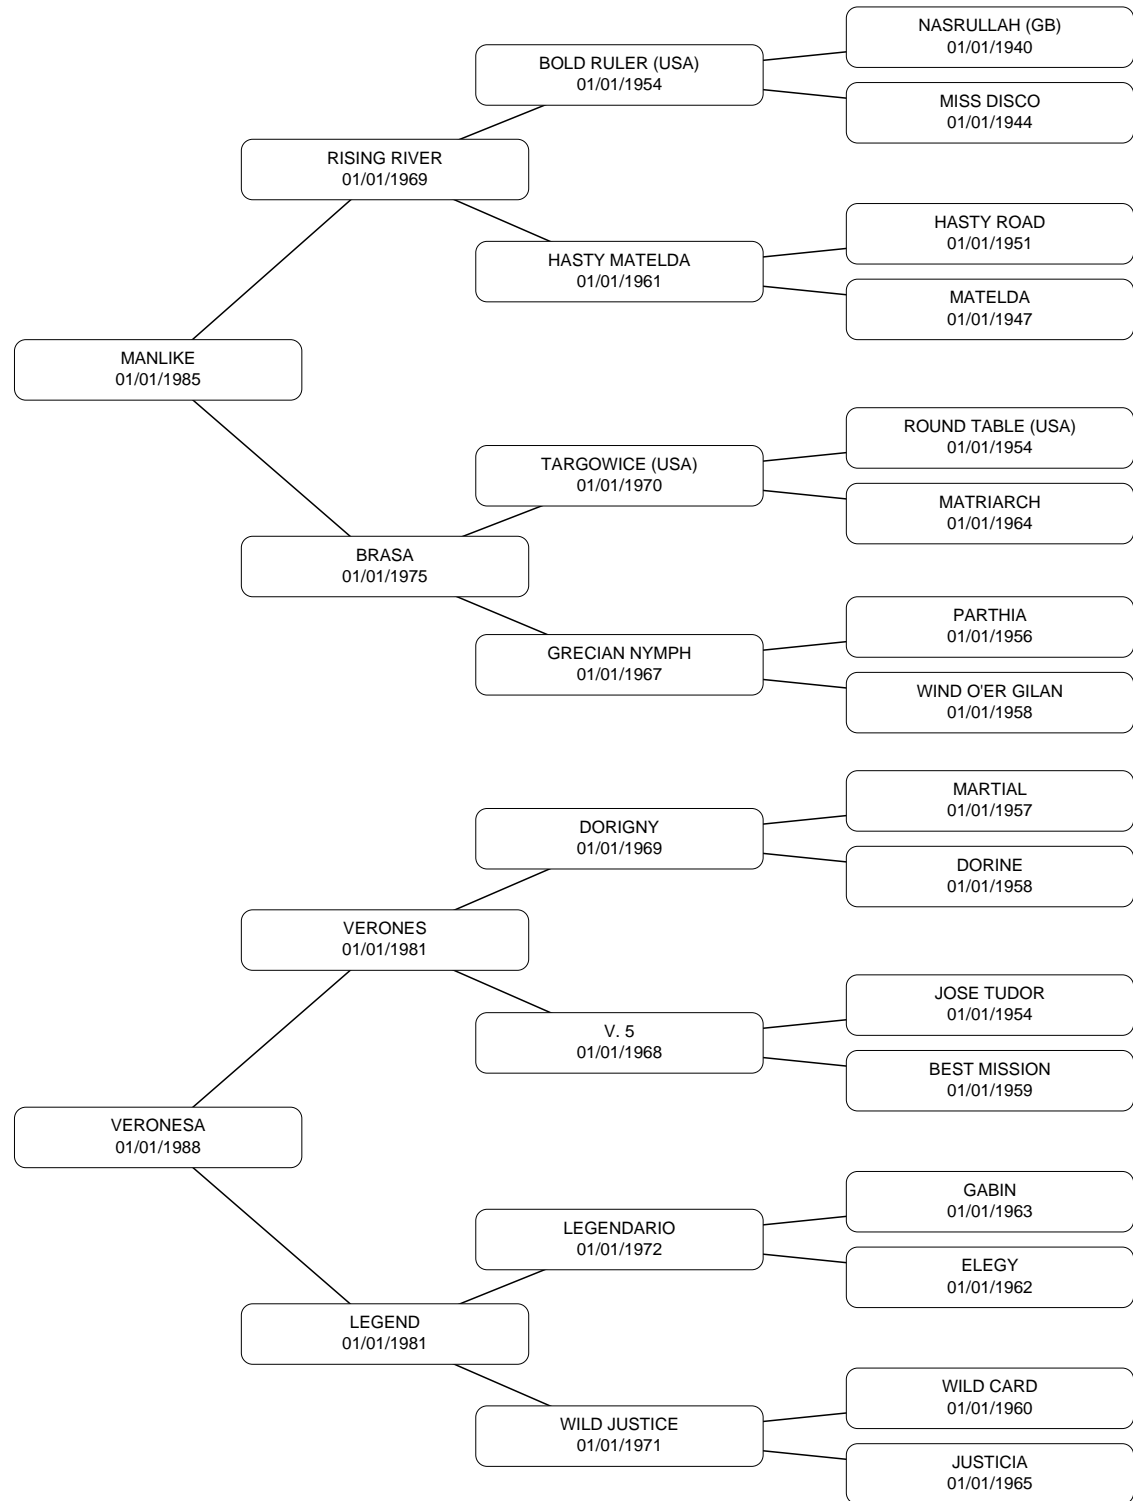 NASRULLAH (GB)
01/01/1940
BOLD RULER (USA)
01/01/1954
MISS DISCO
01/01/1944
RISING RIVER
01/01/1969
HASTY ROAD
01/01/1951
HASTY MATELDA
01/01/1961
MATELDA
01/01/1947
MANLIKE
01/01/1985
ROUND TABLE (USA)
01/01/1954
TARGOWICE (USA)
01/01/1970
MATRIARCH
01/01/1964
BRASA
01/01/1975
PARTHIA
01/01/1956
GRECIAN NYMPH
01/01/1967
WIND O'ER GILAN
01/01/1958
MARTIAL
01/01/1957
DORIGNY
01/01/1969
DORINE
01/01/1958
VERONES
01/01/1981
JOSE TUDOR
01/01/1954
V. 5
01/01/1968
BEST MISSION
01/01/1959
VERONESA
01/01/1988
GABIN
01/01/1963
LEGENDARIO
01/01/1972
ELEGY
01/01/1962
LEGEND
01/01/1981
WILD CARD
01/01/1960
WILD JUSTICE
01/01/1971
JUSTICIA
01/01/1965